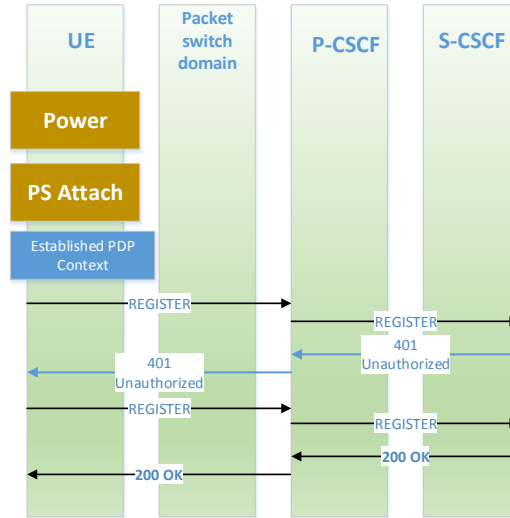 UE
Packet
switch
domain
P-CSCF
S-CSCF
Power
PS Attach
Established PDP
Context
REGISTER
REGISTER
401
Unauthorized
401
Unauthorized
REGISTER
REGISTER
200 OK
200 OK